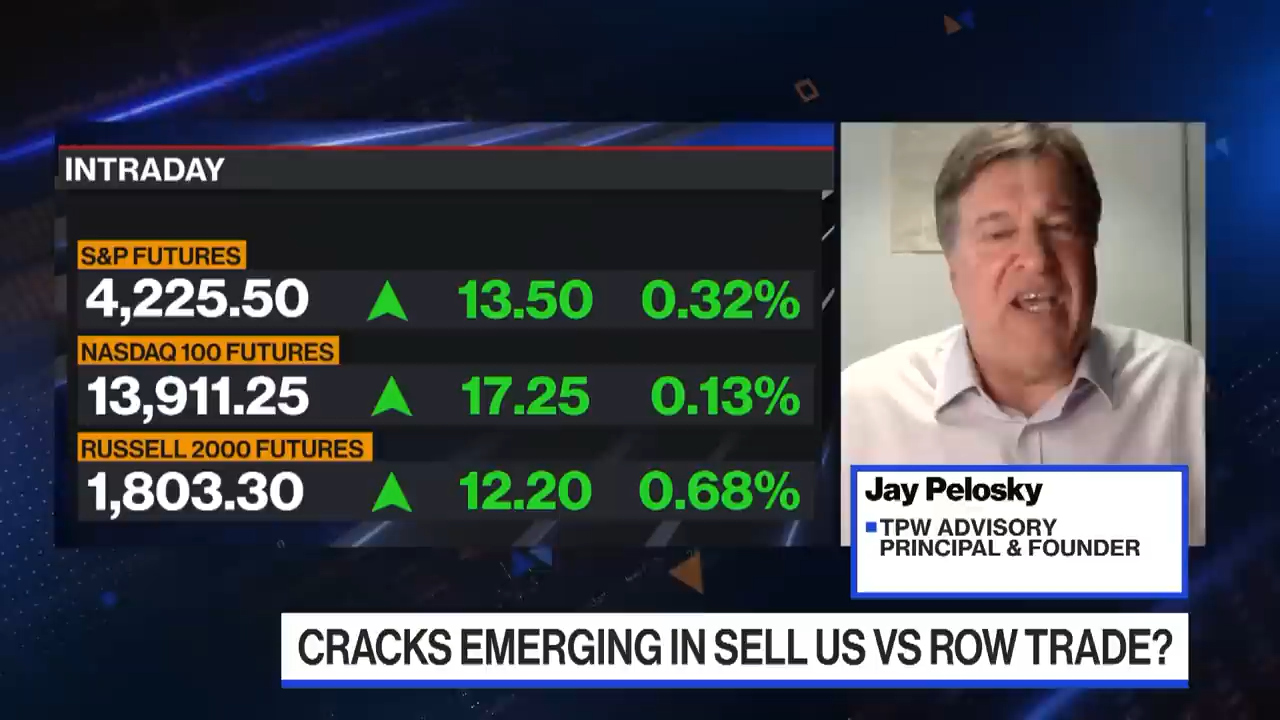 INTRADAY
S&P FUTURES
4,225.50 ▲ 13.50 0.32%
NASDAQ 100 FUTURES
13,911.25 ▲ 17.25 0.13%
RUSSELL 2000 FUTURES
1,803.30 ▲ 12.20 0.68%
Jay Pelosky
TPW ADVISORY
PRINCIPAL & FOUNDER
CRACKS EMERGING IN SELL US VS ROW TRADE?